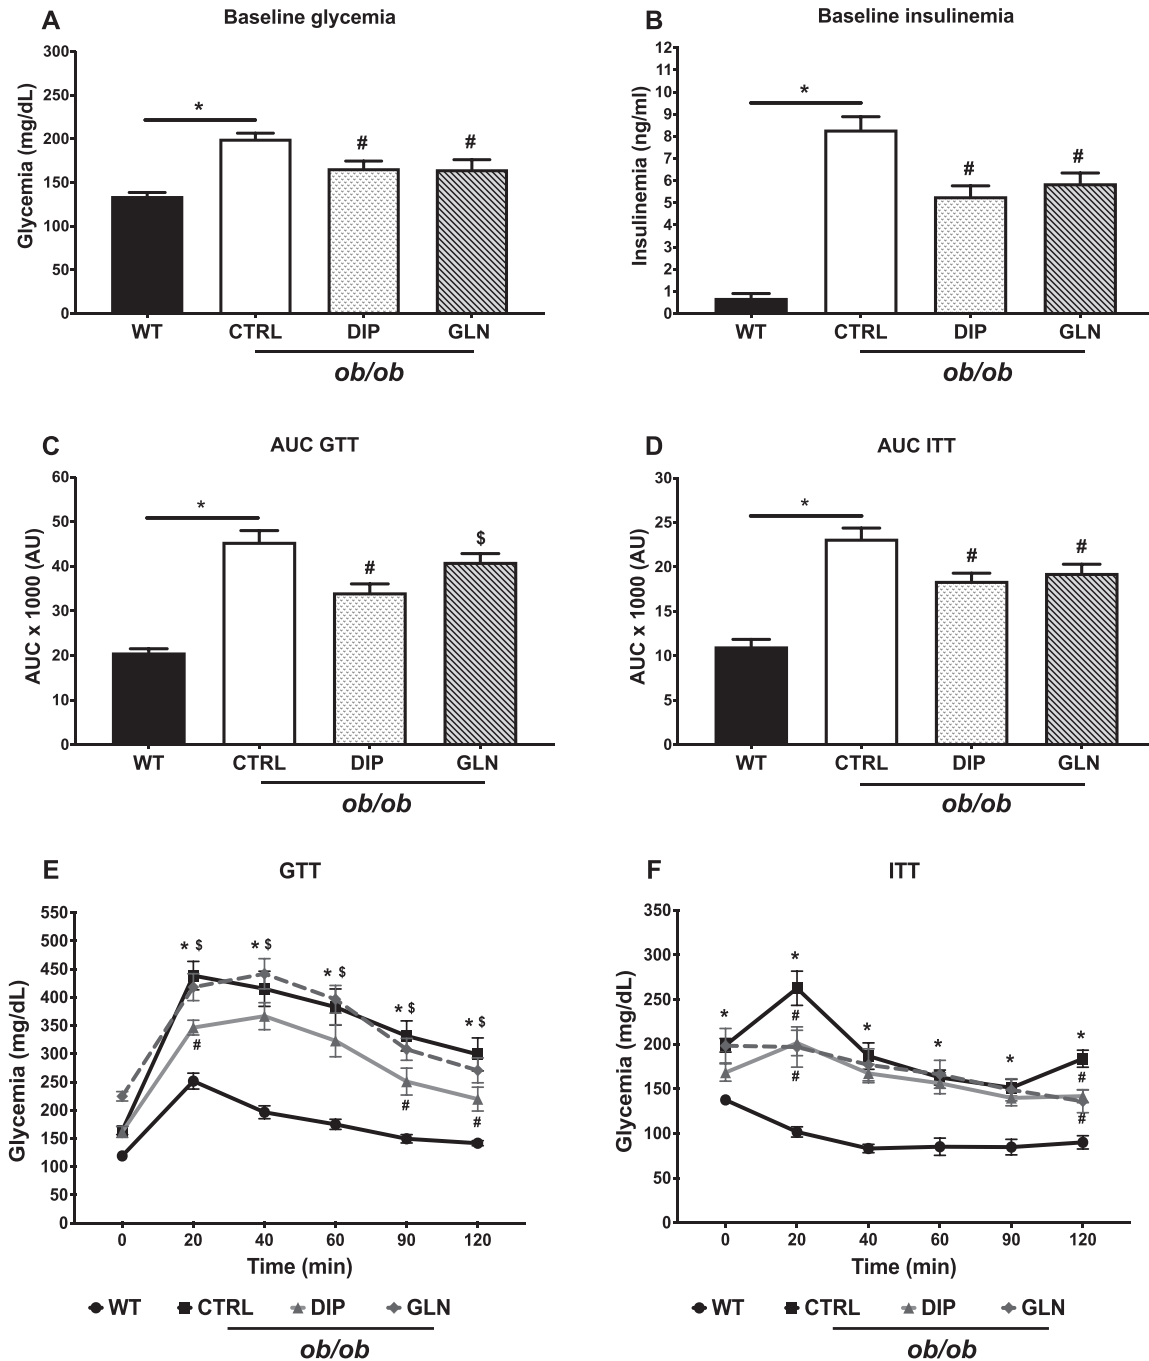 A
Baseline glycemia
Glycemia (mg/dL)
300
250
200
150
100
50
0
*
#
#
WT CTRL DIP GLN
ob/ob
B
Baseline insulinemia
Insulinemia (ng/ml)
12
11
10
9
8
7
6
5
4
3
2
1
0
*
#
#
WT CTRL DIP GLN
ob/ob
C
AUC GTT
AUC x 1000 (AU)
60
50
40
30
20
10
0
*
#
$
WT CTRL DIP GLN
ob/ob
D
AUC ITT
AUC x 1000 (AU)
30
25
20
15
10
5
0
*
#
#
WT CTRL DIP GLN
ob/ob
E
GTT
Glycemia (mg/dL)
550
500
450
400
350
300
250
200
150
100
50
0
* $
* $
* $
* $
* $
#
#
#
0 20 40 60 90 120
Time (min)
WT CTRL DIP GLN
ob/ob
F
ITT
Glycemia (mg/dL)
350
300
250
200
150
100
50
0
*
*
*
*
*
*
#
#
#
#
0 20 40 60 90 120
Time (min)
WT CTRL DIP GLN
ob/ob